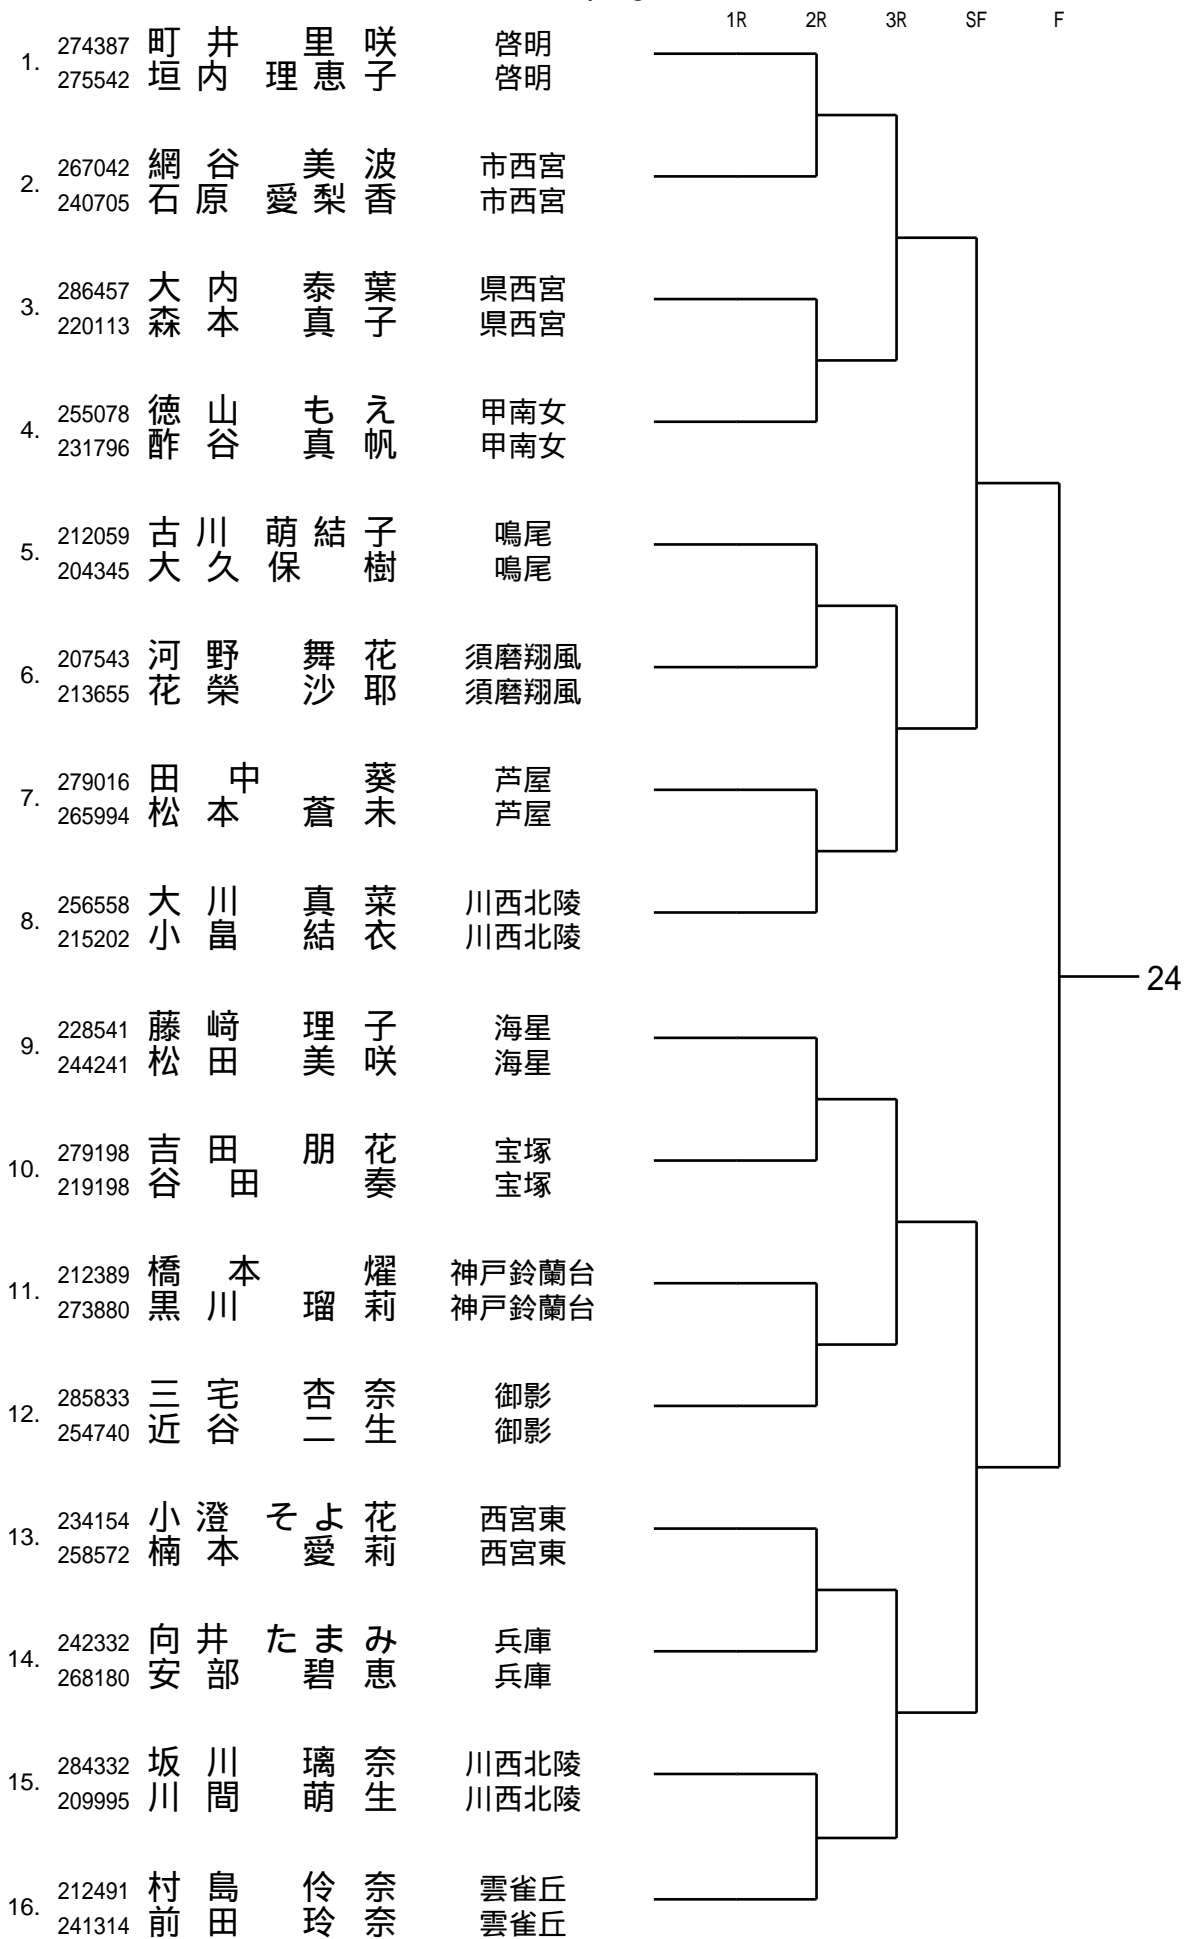 1R 2R 3R SF F
1. 274387 町井 里咲 啓明
275542 垣内 理恵子 啓明
2. 267042 網谷 美波 市西宮
240705 石原 愛梨香 市西宮
3. 286457 大内 泰葉 県西宮
220113 森本 真子 県西宮
4. 255078 徳山 もえ 甲南女
231796 酢谷 真帆 甲南女
5. 212059 古川 萌結子 鳴尾
204345 大久保 樹 鳴尾
6. 207543 河野 舞花 須磨翔風
213655 花榮 沙耶 須磨翔風
7. 279016 田中 葵 芦屋
265994 松本 蒼未 芦屋
8. 256558 大川 真菜 川西北陵
215202 小畠 結衣 川西北陵
24
9. 228541 藤﨑 理子 海星
244241 松田 美咲 海星
10. 279198 吉田 朋花 宝塚
219198 谷田 奏 宝塚
11. 212389 橋本 燿 神戸鈴蘭台
273880 黒川 瑠莉 神戸鈴蘭台
12. 285833 三宅 杏奈 御影
254740 近谷 二生 御影
13. 234154 小澄 そよ花 西宮東
258572 楠本 愛莉 西宮東
14. 242332 向井 たまみ 兵庫
268180 安部 碧恵 兵庫
15. 284332 坂川 璃奈 川西北陵
209995 川間 萌生 川西北陵
16. 212491 村島 伶奈 雲雀丘
241314 前田 玲奈 雲雀丘